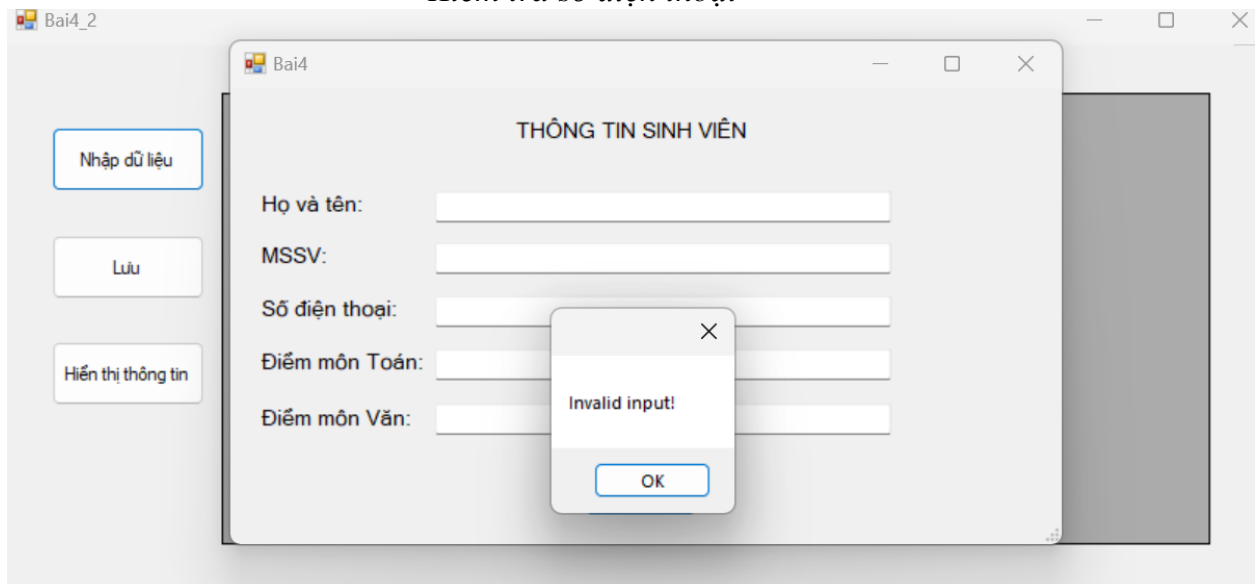 Bai4_2
Bai4
THÔNG TIN SINH VIÊN
Nhập dữ liệu
Họ và tên:
MSSV:
Lưu
Số điện thoại:
Điểm môn Toán:
Hiển thị thông tin
Invalid input!
Điểm môn Văn:
OK